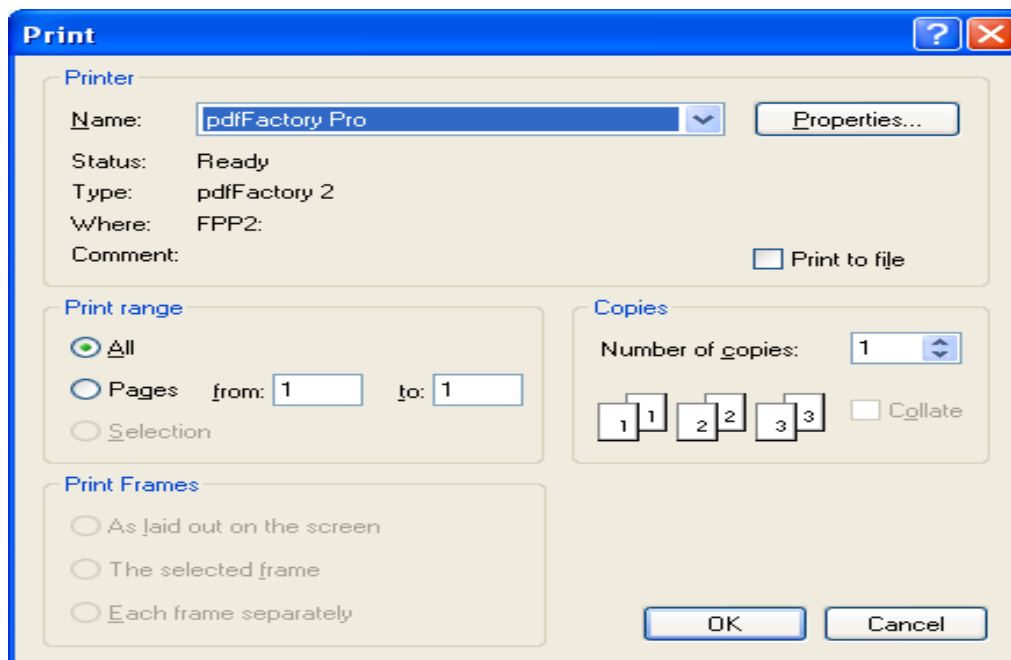 Print
Printer
Name: pdfFactory Pro Properties...
Status: Ready
Type: pdfFactory 2
Where: FPP2:
Comment:
Print to file
Print range
All
Pages from: 1 to: 1
Selection
Copies
Number of copies: 1
1 1 2 2 3 3 Collate
Print Frames
As laid out on the screen
The selected frame
Each frame separately
OK Cancel